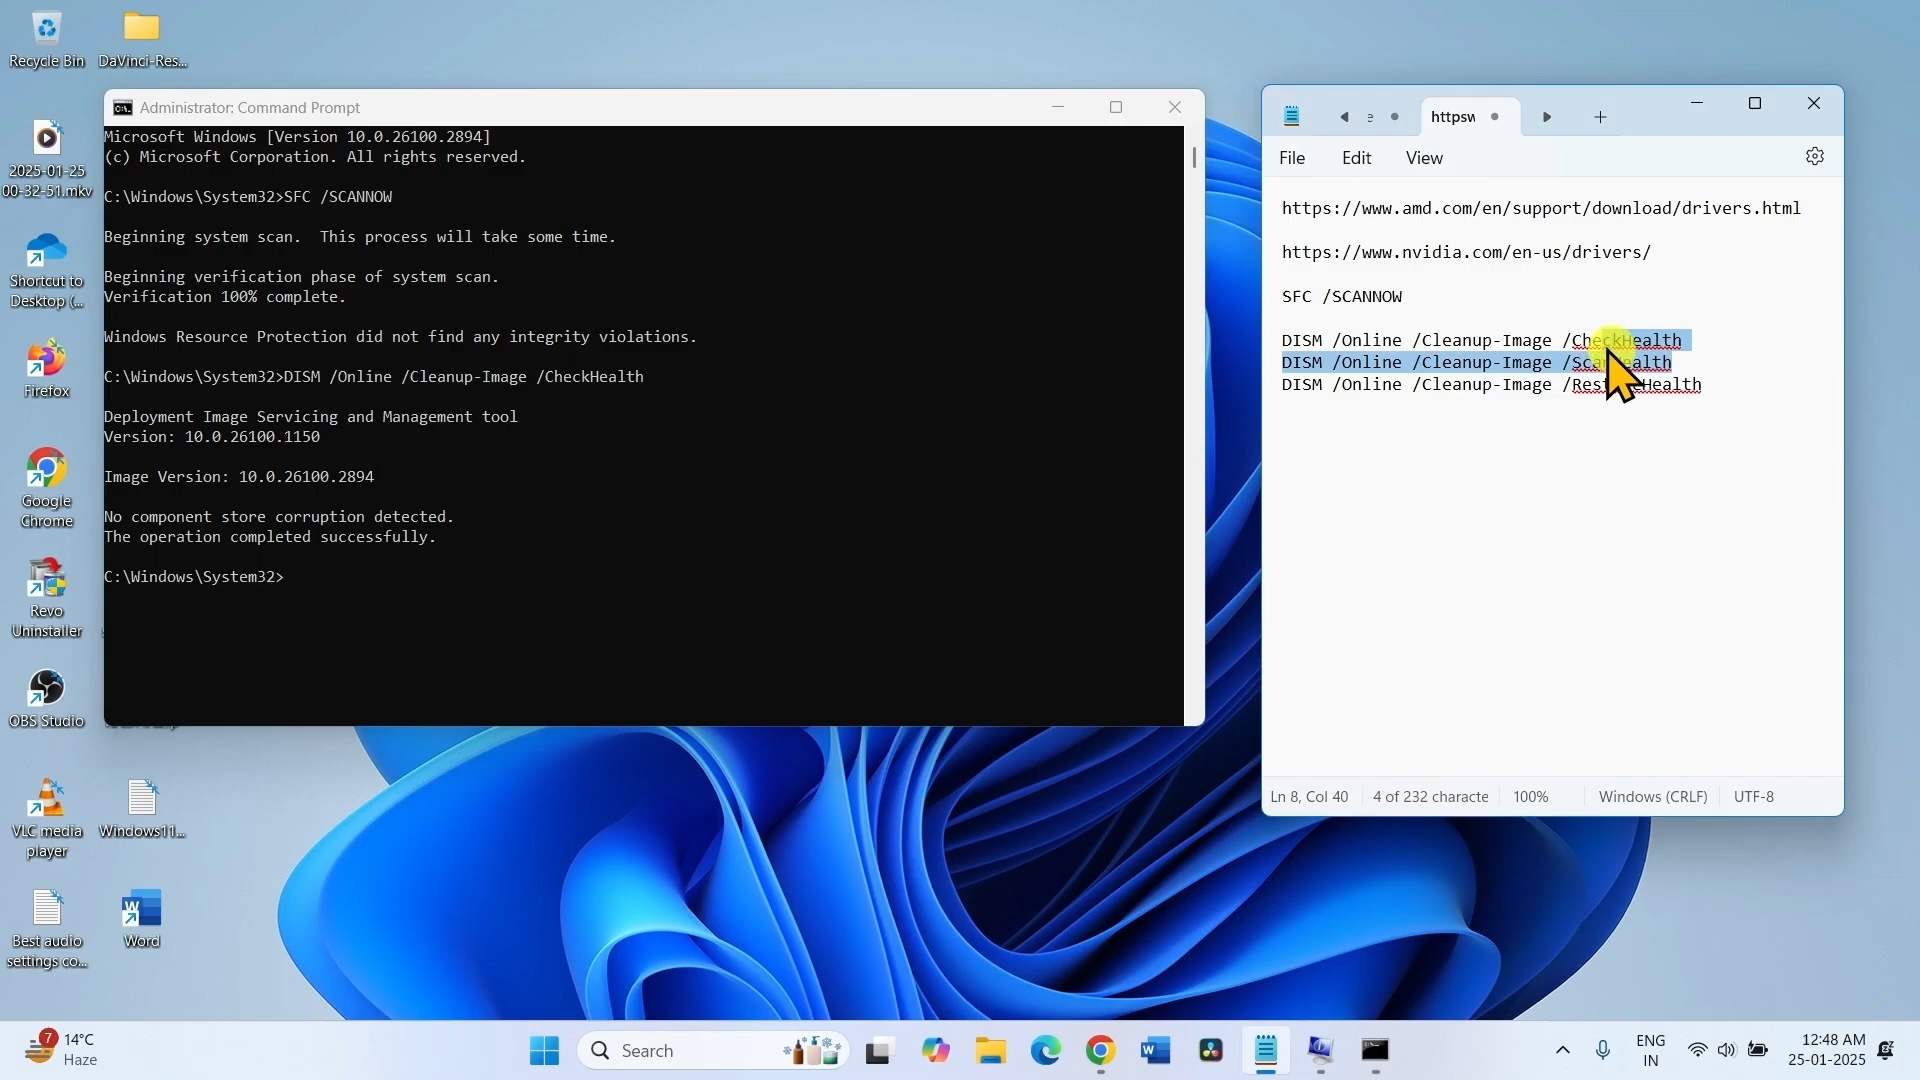 Recycle Bin
DaVinci-Res...
2025-01-25
00-32-51.mkv
Shortcut to
Desktop (...
Firefox
Google
Chrome
Revo
Uninstaller
OBS Studio
VLC media
player
Windows11...
Best audio
settings co...
Word
Administrator: Command Prompt
Microsoft Windows [Version 10.0.26100.2894]
(c) Microsoft Corporation. All rights reserved.
C:\Windows\System32>SFC /SCANNOW
Beginning system scan.  This process will take some time.
Beginning verification phase of system scan.
Verification 100% complete.
Windows Resource Protection did not find any integrity violations.
C:\Windows\System32>DISM /Online /Cleanup-Image /CheckHealth
Deployment Image Servicing and Management tool
Version: 10.0.26100.1150
Image Version: 10.0.26100.2894
No component store corruption detected.
The operation completed successfully.
C:\Windows\System32>
e
https
File Edit View
https://www.amd.com/en/support/download/drivers.html
https://www.nvidia.com/en-us/drivers/
SFC /SCANNOW
DISM /Online /Cleanup-Image /CheckHealth
DISM /Online /Cleanup-Image /ScanHealth
DISM /Online /Cleanup-Image /RestoreHealth
Ln 8, Col 40 4 of 232 characte 100% Windows (CRLF) UTF-8
7
14°C
Haze
Search
ENG
IN
12:48 AM
25-01-2025